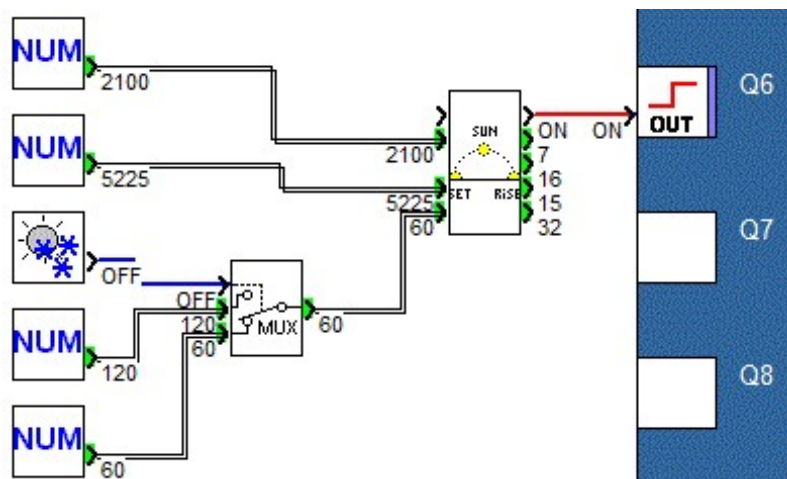 NUM
2100
NUM
5225
OFF
NUM
120
NUM
60
OFF
120
60
MUX
60
2100
5225
60
SUN
SET
RiSE
ON
7
16
15
32
ON
OUT
Q6
Q7
Q8